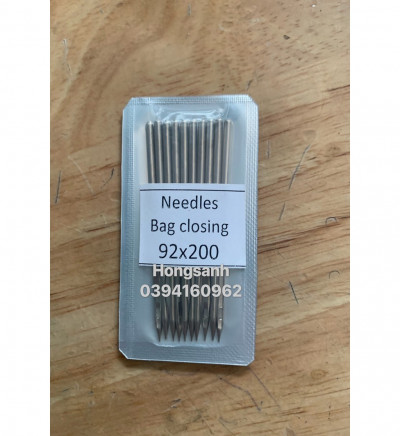 Needles
Bag closing
92x200
Hongsanh
0394160962